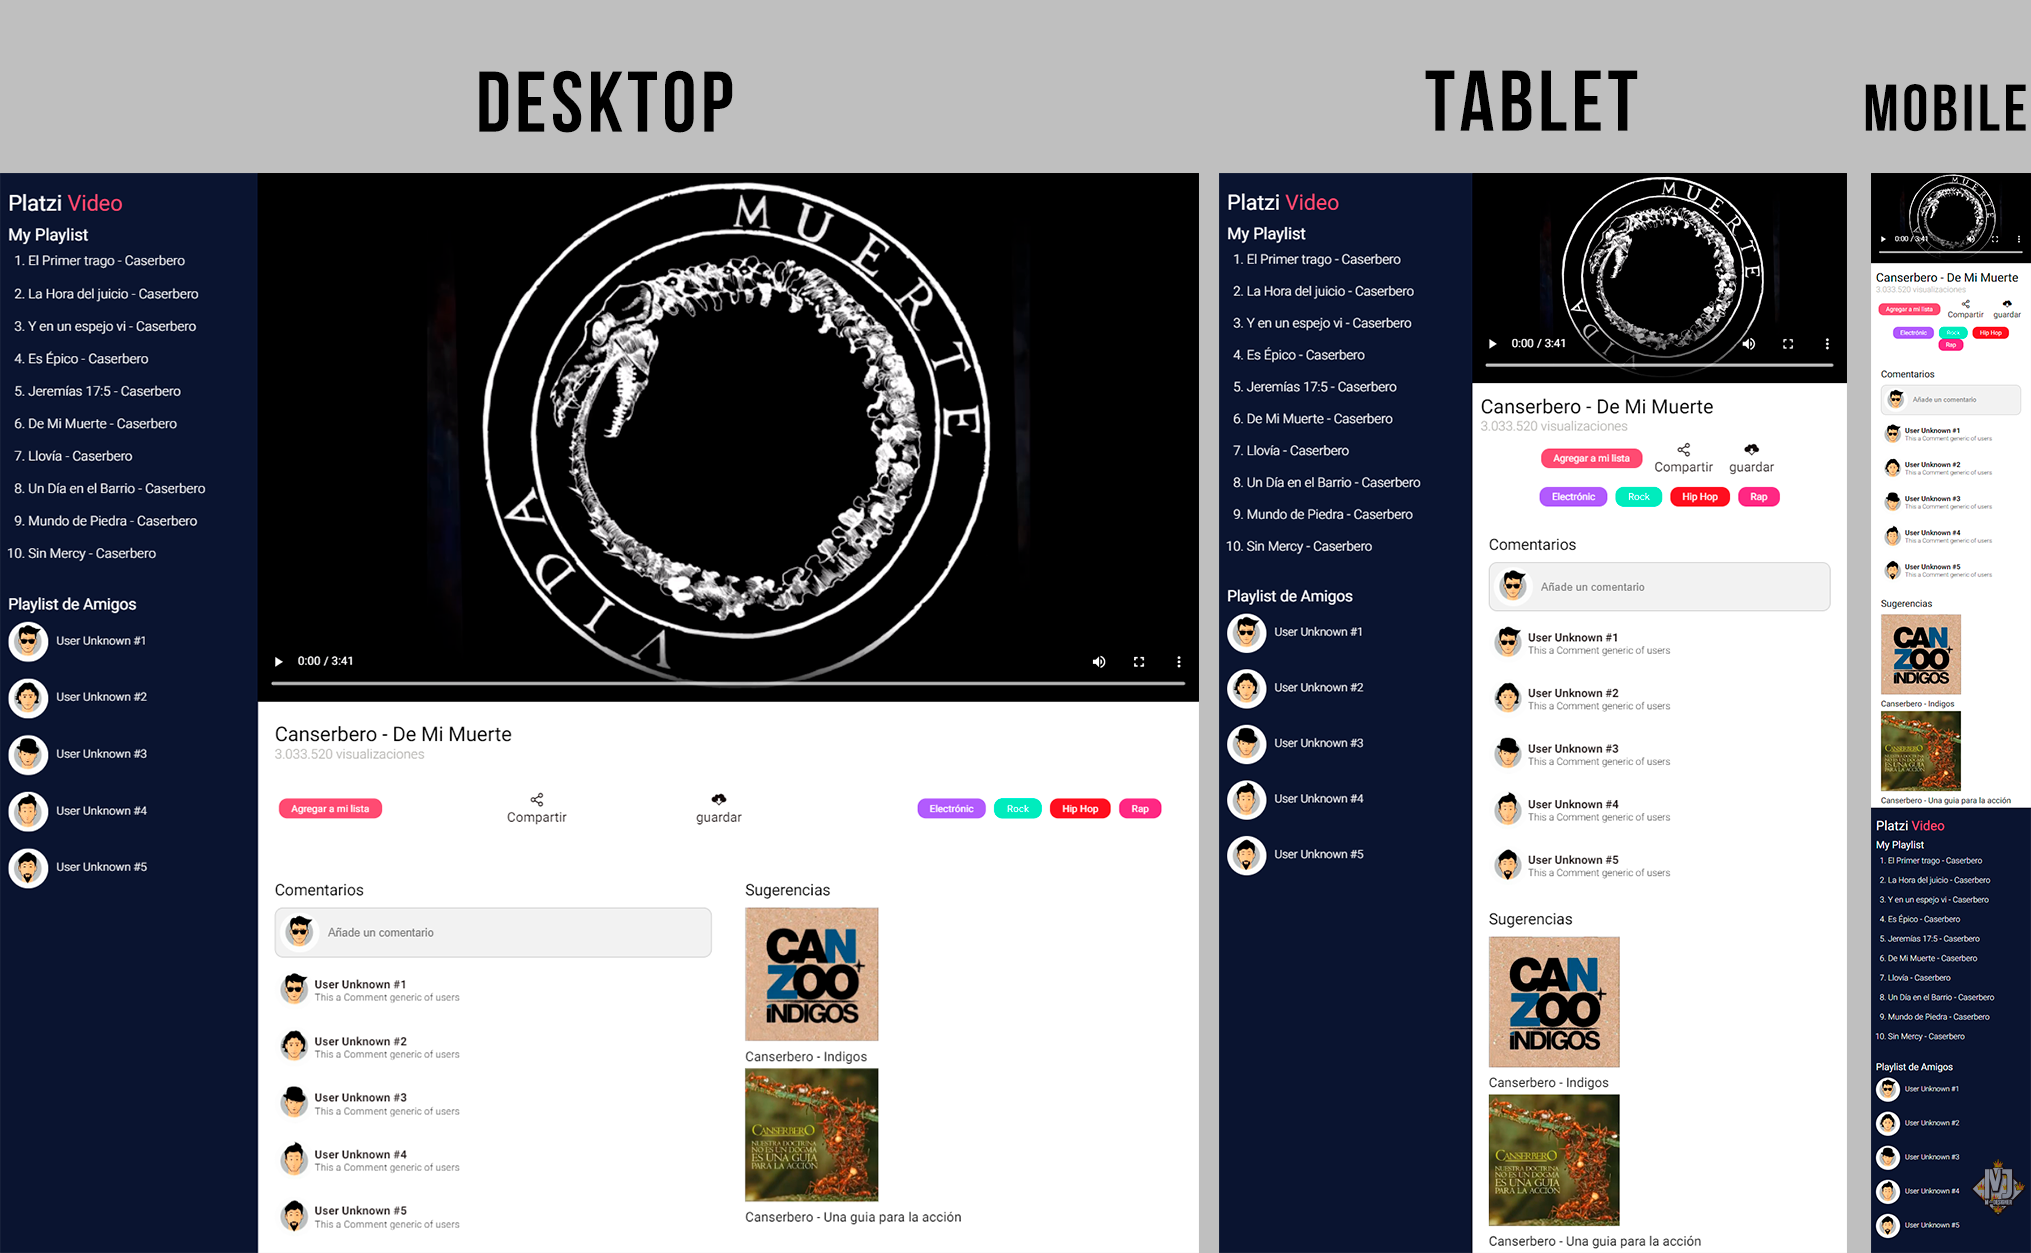 DESKTOP
TABLET
MOBILE
Platzi Video
My Playlist
1. El Primer trago - Caserbero
2. La Hora del juicio - Caserbero
3. Y en un espejo vi - Caserbero
4. Es Épico - Caserbero
5. Jeremías 17:5 - Caserbero
6. De Mi Muerte - Caserbero
7. Llovía - Caserbero
8. Un Día en el Barrio - Caserbero
9. Mundo de Piedra - Caserbero
10. Sin Mercy - Caserbero
Playlist de Amigos
User Unknown #1
User Unknown #2
User Unknown #3
User Unknown #4
User Unknown #5
MUERTE
VIDA
0:00 / 3:41
Canserbero - De Mi Muerte
3.033.520 visualizaciones
Agregar a mi lista
Compartir
guardar
Electrónic
Rock
Hip Hop
Rap
Comentarios
Añade un comentario
User Unknown #1
This a Comment generic of users
User Unknown #2
This a Comment generic of users
User Unknown #3
This a Comment generic of users
User Unknown #4
This a Comment generic of users
User Unknown #5
This a Comment generic of users
Sugerencias
CAN
ZOO
INDIGOS
Canserbero - Indigos
CANSERBERO
NUESTRA DOCTRINA
NO ES UN DOGMA
ES UNA GUIA
PARA LA ACCIÓN
Canserbero - Una guia para la acción
Platzi Video
My Playlist
1. El Primer trago - Caserbero
2. La Hora del juicio - Caserbero
3. Y en un espejo vi - Caserbero
4. Es Épico - Caserbero
5. Jeremías 17:5 - Caserbero
6. De Mi Muerte - Caserbero
7. Llovía - Caserbero
8. Un Día en el Barrio - Caserbero
9. Mundo de Piedra - Caserbero
10. Sin Mercy - Caserbero
Playlist de Amigos
User Unknown #1
User Unknown #2
User Unknown #3
User Unknown #4
User Unknown #5
MUERTE
VIDA
0:00 / 3:41
Canserbero - De Mi Muerte
3.033.520 visualizaciones
Agregar a mi lista
Compartir
guardar
Electrónic
Rock
Hip Hop
Rap
Comentarios
Añade un comentario
User Unknown #1
This a Comment generic of users
User Unknown #2
This a Comment generic of users
User Unknown #3
This a Comment generic of users
User Unknown #4
This a Comment generic of users
User Unknown #5
This a Comment generic of users
Sugerencias
CAN
ZOO
INDIGOS
Canserbero - Indigos
CANSERBERO
NUESTRA DOCTRINA
NO ES UN DOGMA
ES UNA GUIA
PARA LA ACCIÓN
Canserbero - Una guia para la acción
MUERTE
0:00 / 3:41
Canserbero - De Mi Muerte
3.033.520 visualizaciones
Agregar a mi lista
Compartir
guardar
Electrónic
Rock
Hip Hop
Rap
Comentarios
Añade un comentario
User Unknown #1
This a Comment generic of users
User Unknown #2
This a Comment generic of users
User Unknown #3
This a Comment generic of users
User Unknown #4
This a Comment generic of users
User Unknown #5
This a Comment generic of users
Sugerencias
CAN
ZOO
INDIGOS
Canserbero - Indigos
CANSERBERO
NUESTRA DOCTRINA
NO ES UN DOGMA
ES UNA GUIA
PARA LA ACCIÓN
Canserbero - Una guia para la acción
Platzi Video
My Playlist
1. El Primer trago - Caserbero
2. La Hora del juicio - Caserbero
3. Y en un espejo vi - Caserbero
4. Es Épico - Caserbero
5. Jeremías 17:5 - Caserbero
6. De Mi Muerte - Caserbero
7. Llovía - Caserbero
8. Un Día en el Barrio - Caserbero
9. Mundo de Piedra - Caserbero
10. Sin Mercy - Caserbero
Playlist de Amigos
User Unknown #1
User Unknown #2
User Unknown #3
User Unknown #4
User Unknown #5